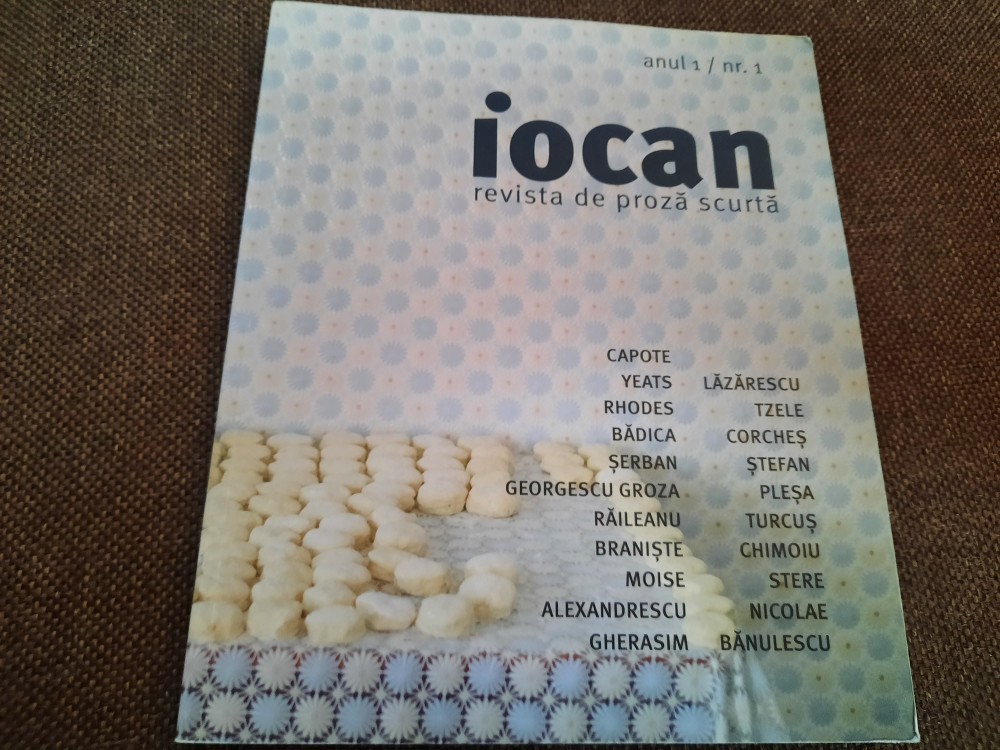 anul 1 / nr. 1
iocan
revista de proză scurtă
CAPOTE
YEATS
RHODES
BĂDICA
ȘERBAN
GEORGESCU GROZA
RĂILEANU
BRANIȘTE
MOISE
ALEXANDRESCU
GHERASIM
LĂZĂRESCU
TZELE
CORCHEȘ
ȘTEFAN
PLEȘA
TURCUȘ
CHIMOIU
STERE
NICOLAE
BĂNULESCU